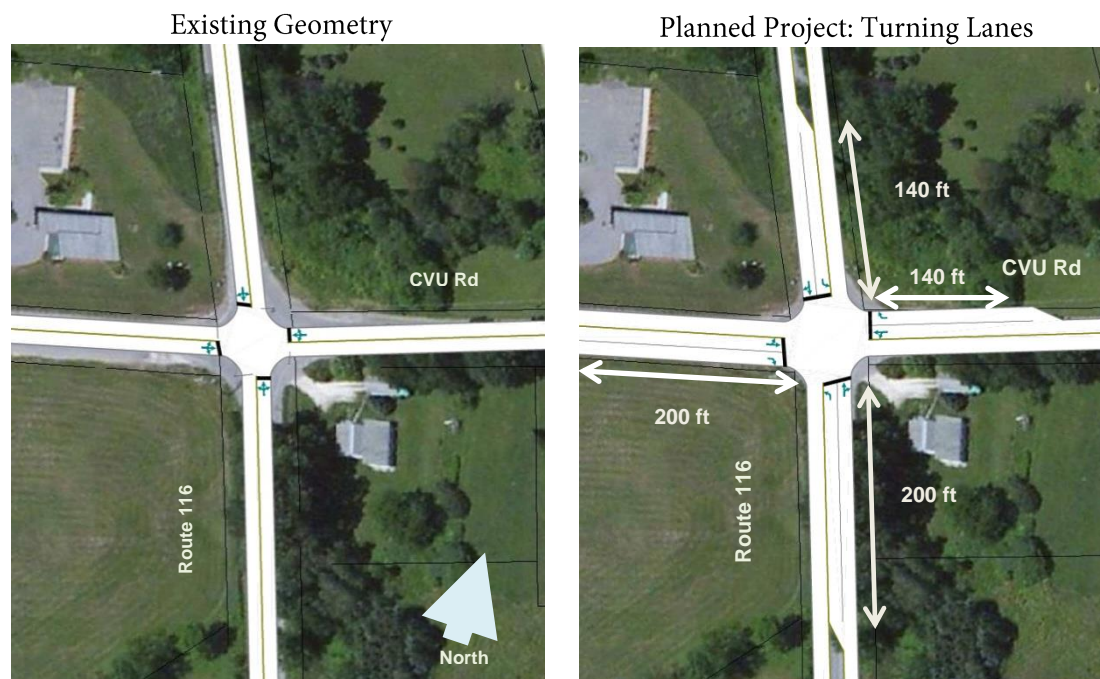 Existing Geometry
Planned Project: Turning Lanes
CVU Rd
Route 116
North
140 ft
140 ft
CVU Rd
200 ft
Route 116
200 ft